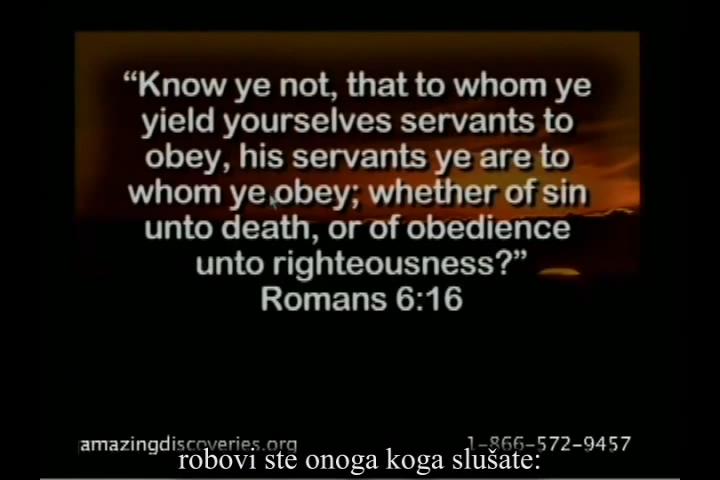 “Know ye not, that to whom ye
yield yourselves servants to
obey, his servants ye are to
whom ye obey; whether of sin
unto death, or of obedience
unto righteousness?”
Romans 6:16
amazingdiscoveries.org 1-866-572-9457
robovi ste onoga koga slušate: